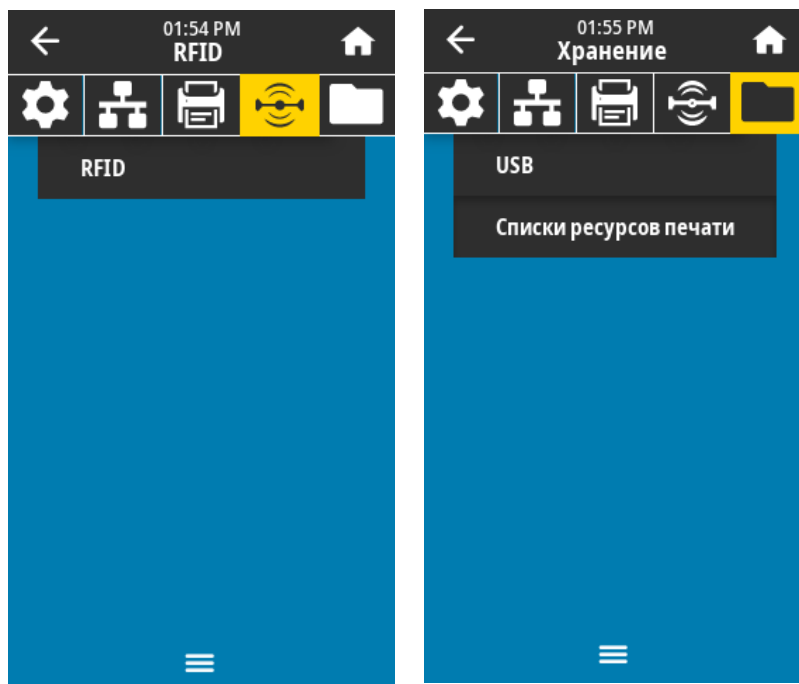 01:54 PM
RFID
RFID
01:55 PM
Хранение
USB
Списки ресурсов печати